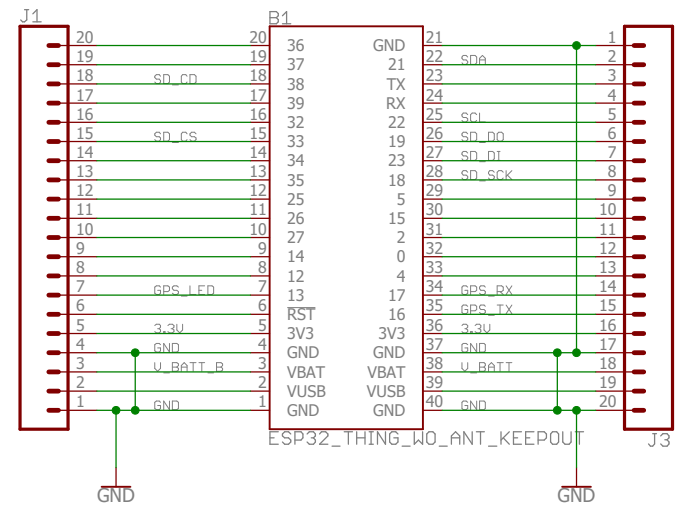 J1 B1
20 20 36 GND 21 1
19 19 37 21 22 SDA 2
18 SD_CD 18 38 TX 23 3
17 17 39 RX 24 4
16 16 32 22 25 SCL 5
15 SD_CS 15 33 19 26 SD_DO 6
14 14 34 23 27 SD_DI 7
13 13 35 18 28 SD_SCK 8
12 12 25 5 29 9
11 11 26 15 30 10
10 10 27 2 31 11
9 9 14 0 32 12
8 8 12 4 33 13
7 GPS_LED 7 13 17 34 GPS_RX 14
6 6 RST 16 35 GPS_TX 15
5 3.3V 5 3V3 3V3 36 3.3V 16
4 GND 4 GND GND 37 GND 17
3 V_BATT_B 3 VBAT VBAT 38 V_BATT 18
2 2 VUSB VUSB 39 19
1 GND 1 GND GND 40 GND 20
ESP32_THING_WO_ANT_KEEPOUT J3
GND GND